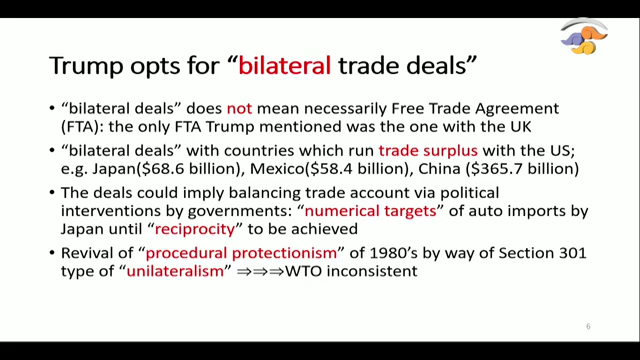 Trump opts for “bilateral trade deals”
• “bilateral deals” does not mean necessarily Free Trade Agreement
(FTA): the only FTA Trump mentioned was the one with the UK
• “bilateral deals” with countries which run trade surplus with the US;
e.g. Japan($68.6 billion), Mexico($58.4 billion), China ($365.7 billion)
• The deals could imply balancing trade account via political
interventions by governments: “numerical targets” of auto imports by
Japan until “reciprocity” to be achieved
• Revival of “procedural protectionism” of 1980’s by way of Section 301
type of “unilateralism” ⇒⇒⇒WTO inconsistent
6